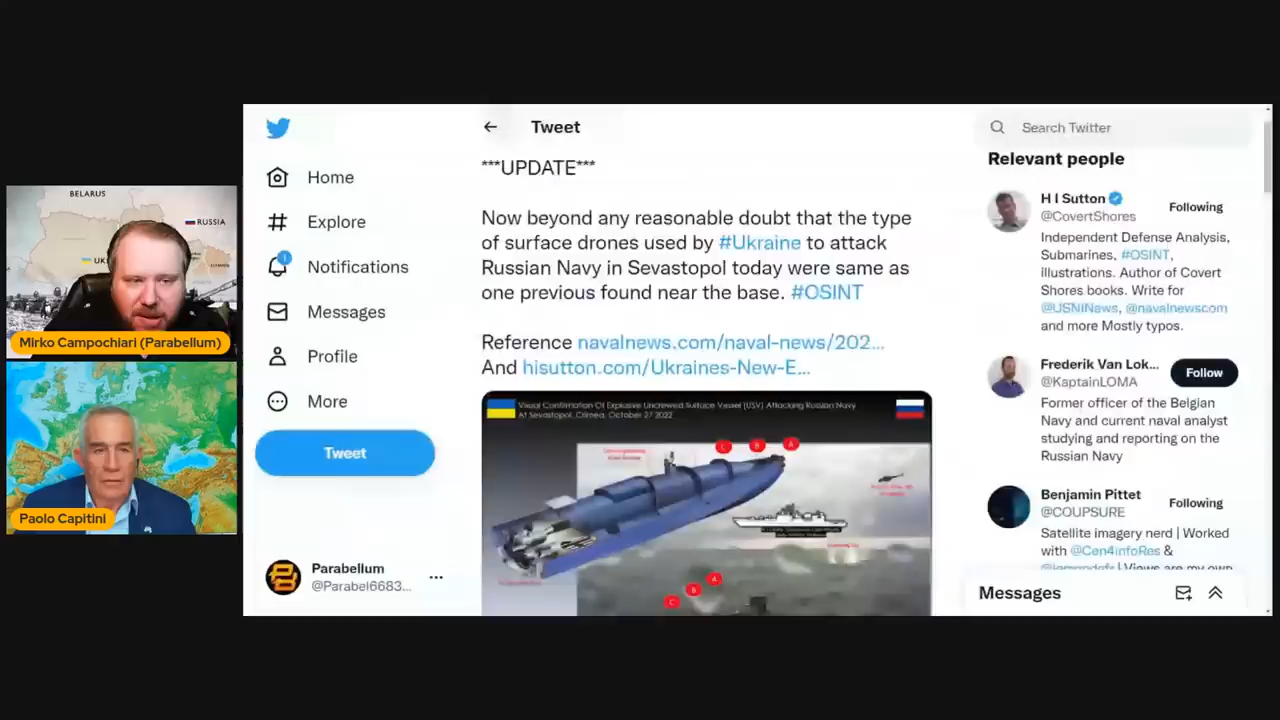 BELARUS
RUSSIA
UK
Mirko Campochiari (Parabellum)
Paolo Capitini
Home
Explore
1
Notifications
Messages
Profile
More
Tweet
Parabellum
@Parabel6683...
Tweet
***UPDATE***
Now beyond any reasonable doubt that the type
of surface drones used by #Ukraine to attack
Russian Navy in Sevastopol today were same as
one previous found near the base. #OSINT
Reference navalnews.com/naval-news/202...
And hisutton.com/Ukraines-New-E...
Visual Confirmation Of Explosive Uncrewed Surface Vessel (USV) Attacking Russian Navy
At Sevastopol, Crimea, October 27 2022
C B A
A
B
C
Search Twitter
Relevant people
H I Sutton
@CovertShores
Following
Independent Defense Analysis,
Submarines, #OSINT,
illustrations. Author of Covert
Shores books. Write for
@USNINews, @navalnewscom
and more Mostly typos.
Frederik Van Lok...
@KaptainLOMA
Follow
Former officer of the Belgian
Navy and current naval analyst
studying and reporting on the
Russian Navy
Benjamin Pittet
@COUPSURE
Following
Satellite imagery nerd | Worked
with @Cen4infoRes &
Messages